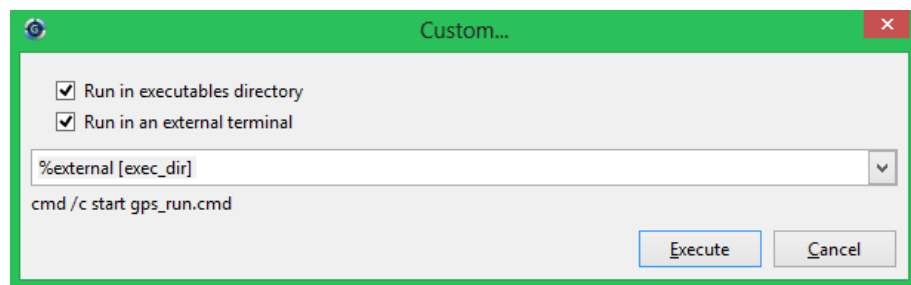 Custom...
Run in executables directory
Run in an external terminal
%external [exec_dir]
cmd /c start gps_run.cmd
Execute Cancel